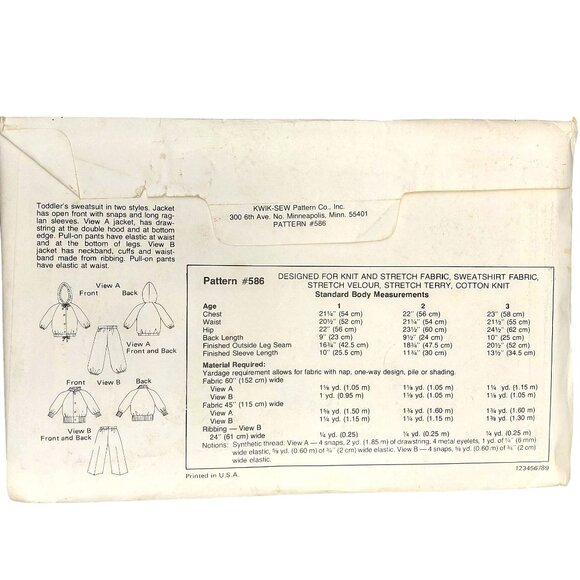 KWIK-SEW Pattern Co., Inc.
300 6th Ave. No. Minneapolis, Minn. 55401
PATTERN #586
Toddler's sweatsuit in two styles. Jacket
has open front with snaps and long rag-
lan sleeves. View A jacket, has draw-
string at the double hood and at bottom
edge. Pull-on pants have elastic at waist
and at the bottom of legs. View B
jacket has neckband, cuffs and waist-
band made from ribbing. Pull-on pants
have elastic at waist.
View A
Front Back
View A
Front and Back
Front View B Back
View B
Front and Back
Pattern #586 DESIGNED FOR KNIT AND STRETCH FABRIC, SWEATSHIRT FABRIC,
STRETCH VELOUR, STRETCH TERRY, COTTON KNIT
Standard Body Measurements
Age 1 2 3
Chest 21¼" (54 cm) 22" (56 cm) 23" (58 cm)
Waist 20½" (52 cm) 21¼" (54 cm) 21½" (55 cm)
Hip 22" (56 cm) 23½" (60 cm) 24½" (62 cm)
Back Length 9" (23 cm) 9½" (24 cm) 10" (25 cm)
Finished Outside Leg Seam 16¾" (42.5 cm) 18¾" (47.5 cm) 20½" (52 cm)
Finished Sleeve Length 10" (25.5 cm) 11¾" (30 cm) 13½" (34.5 cm)
Material Required:
Yardage requirement allows for fabric with nap, one-way design, pile or shading.
Fabric 60" (152 cm) wide
View A 1⅛ yd. (1.05 m) 1⅛ yd. (1.05 m) 1¼ yd. (1.15 m)
View B 1 yd. (0.95 m) 1⅛ yd. (1.05 m) 1⅛ yd. (1.05 m)
Fabric 45" (115 cm) wide
View A 1⅝ yd. (1.50 m) 1¾ yd. (1.60 m) 1¾ yd. (1.60 m)
View B 1¼ yd. (1.15 m) 1¼ yd. (1.15 m) 1⅜ yd. (1.30 m)
Ribbing — View B
24" (61 cm) wide ¼ yd. (0.25) ¼ yd. (0.25 m) ¼ yd. (0.25 m)
Notions: Synthetic thread: View A — 4 snaps, 2 yd. (1.85 m) of drawstring, 4 metal eyelets, 1 yd. of ¼" (6 mm)
wide elastic, ⅝ yd. (0.60 m) of ¾" (2 cm) wide elastic. View B — 4 snaps, ⅝ yd. (0.60 m) of ¾" (2 cm)
wide elastic.
Printed in U.S.A.
123456789